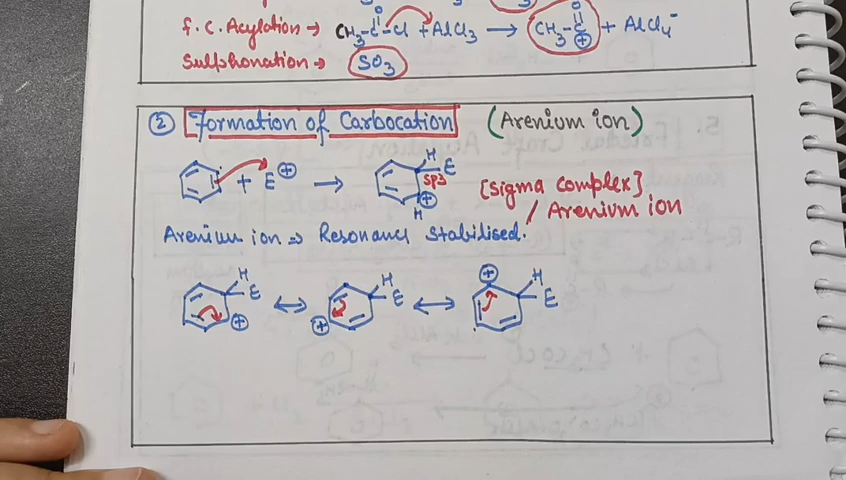 F.C. Acylation → CH3-C-Cl + AlCl3 → CH3-C⊕ + AlCl4⁻
O O
Sulphonation → SO3
② Formation of Carbocation (Arenium ion)
+ E⊕ → H E
sp3
⊕
H
[Sigma Complex]
/ Arenium ion
Arenium ion ⇒ Resonance stabilised.
H E ⊕ ↔ H E ⊕ ↔ ⊕ H E